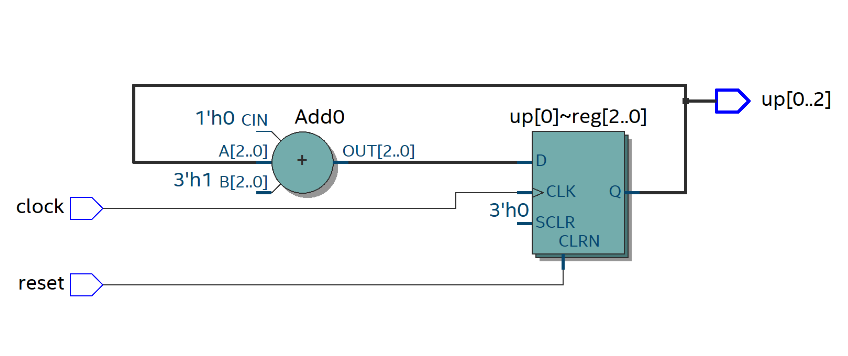 up[0..2]
1'h0 CIN
Add0
up[0]~reg[2..0]
A[2..0]
+
OUT[2..0]
D
3'h1 B[2..0]
clock
CLK
Q
3'h0
SCLR
CLRN
reset